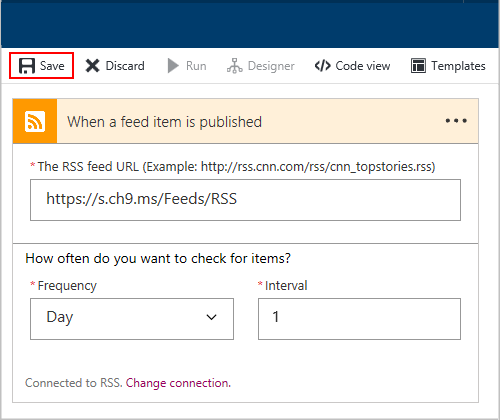 Save Discard Run Designer Code view Templates
When a feed item is published
* The RSS feed URL (Example: http://rss.cnn.com/rss/cnn_topstories.rss)
https://s.ch9.ms/Feeds/RSS
How often do you want to check for items?
* Frequency * Interval
Day 1
Connected to RSS. Change connection.